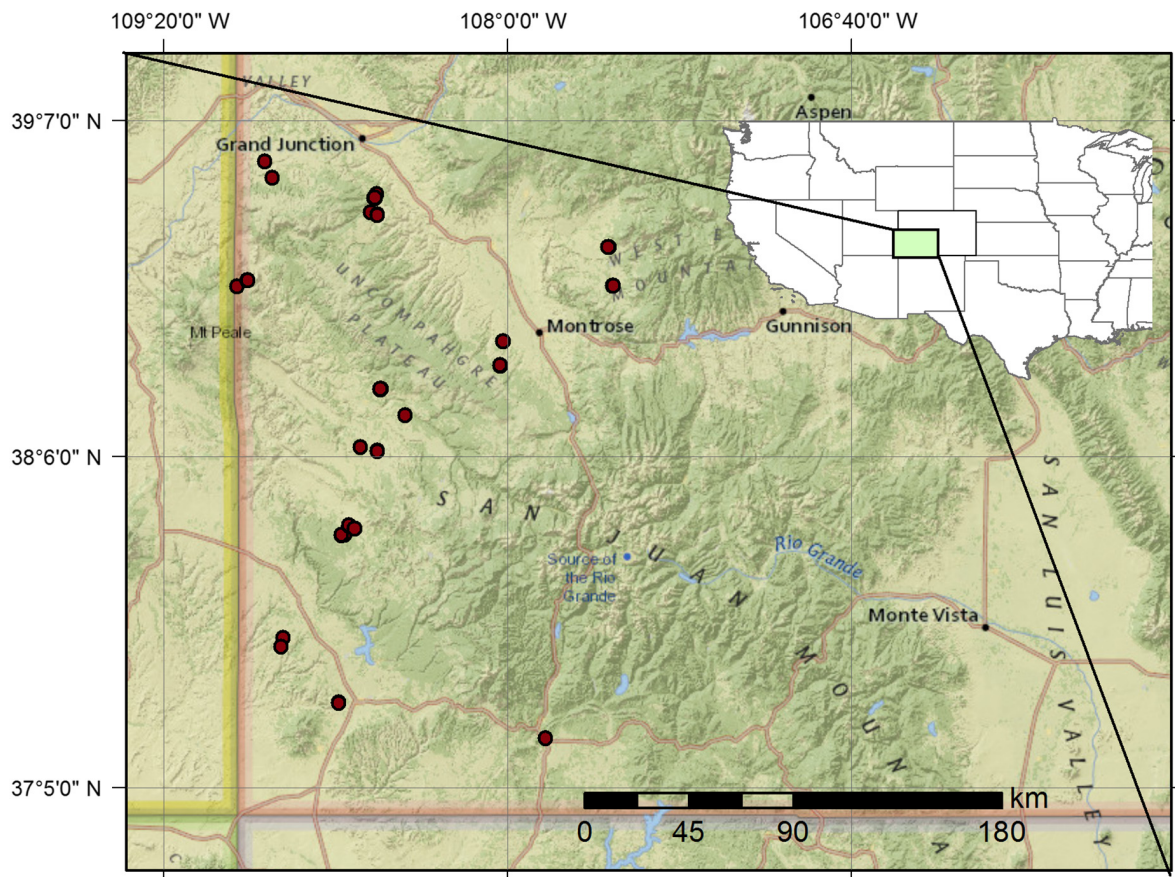 109°20'0" W
108°0'0" W
106°40'0" W
39°7'0" N
38°6'0" N
37°5'0" N
VALLEY
Aspen
Grand Junction
WEST E
MOUNTAI
UNCOMPAHGRE
PLATEAU
Mt Peale
Montrose
Gunnison
SAN JUAN MOUN
A
Source of
the Rio
Grande
Rio Grande
Monte Vista
SAN LUIS VALLEY
km
0 45 90 180